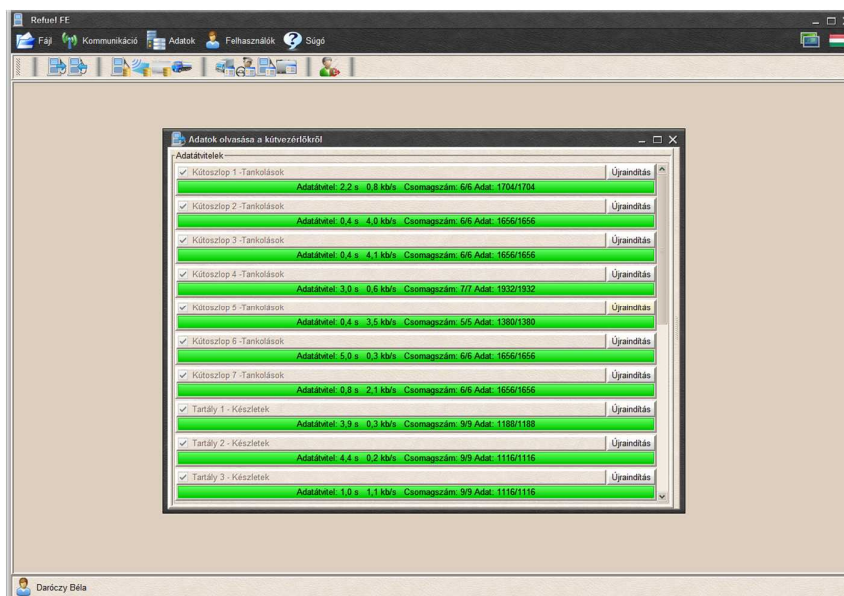 Refuel FE
Fájl Kommunikáció Adatok Felhasználók Súgó
Adatok olvasása a kútvezérlőkről
Adatátvitelek
Kútoszlop 1 -Tankolások Újraindítás
Adatátvitel: 2,2 s 0,8 kb/s Csomagszám: 6/6 Adat: 1704/1704
Kútoszlop 2 -Tankolások Újraindítás
Adatátvitel: 0,4 s 4,0 kb/s Csomagszám: 6/6 Adat: 1656/1656
Kútoszlop 3 -Tankolások Újraindítás
Adatátvitel: 0,4 s 4,1 kb/s Csomagszám: 6/6 Adat: 1656/1656
Kútoszlop 4 -Tankolások Újraindítás
Adatátvitel: 3,0 s 0,6 kb/s Csomagszám: 7/7 Adat: 1932/1932
Kútoszlop 5 -Tankolások Újraindítás
Adatátvitel: 0,4 s 3,5 kb/s Csomagszám: 5/5 Adat: 1380/1380
Kútoszlop 6 -Tankolások Újraindítás
Adatátvitel: 5,0 s 0,3 kb/s Csomagszám: 6/6 Adat: 1656/1656
Kútoszlop 7 -Tankolások Újraindítás
Adatátvitel: 0,8 s 2,1 kb/s Csomagszám: 6/6 Adat: 1656/1656
Tartály 1 - Készletek Újraindítás
Adatátvitel: 3,9 s 0,3 kb/s Csomagszám: 9/9 Adat: 1188/1188
Tartály 2 - Készletek Újraindítás
Adatátvitel: 4,4 s 0,2 kb/s Csomagszám: 9/9 Adat: 1116/1116
Tartály 3 - Készletek Újraindítás
Adatátvitel: 1,0 s 1,1 kb/s Csomagszám: 9/9 Adat: 1116/1116
Daróczy Béla